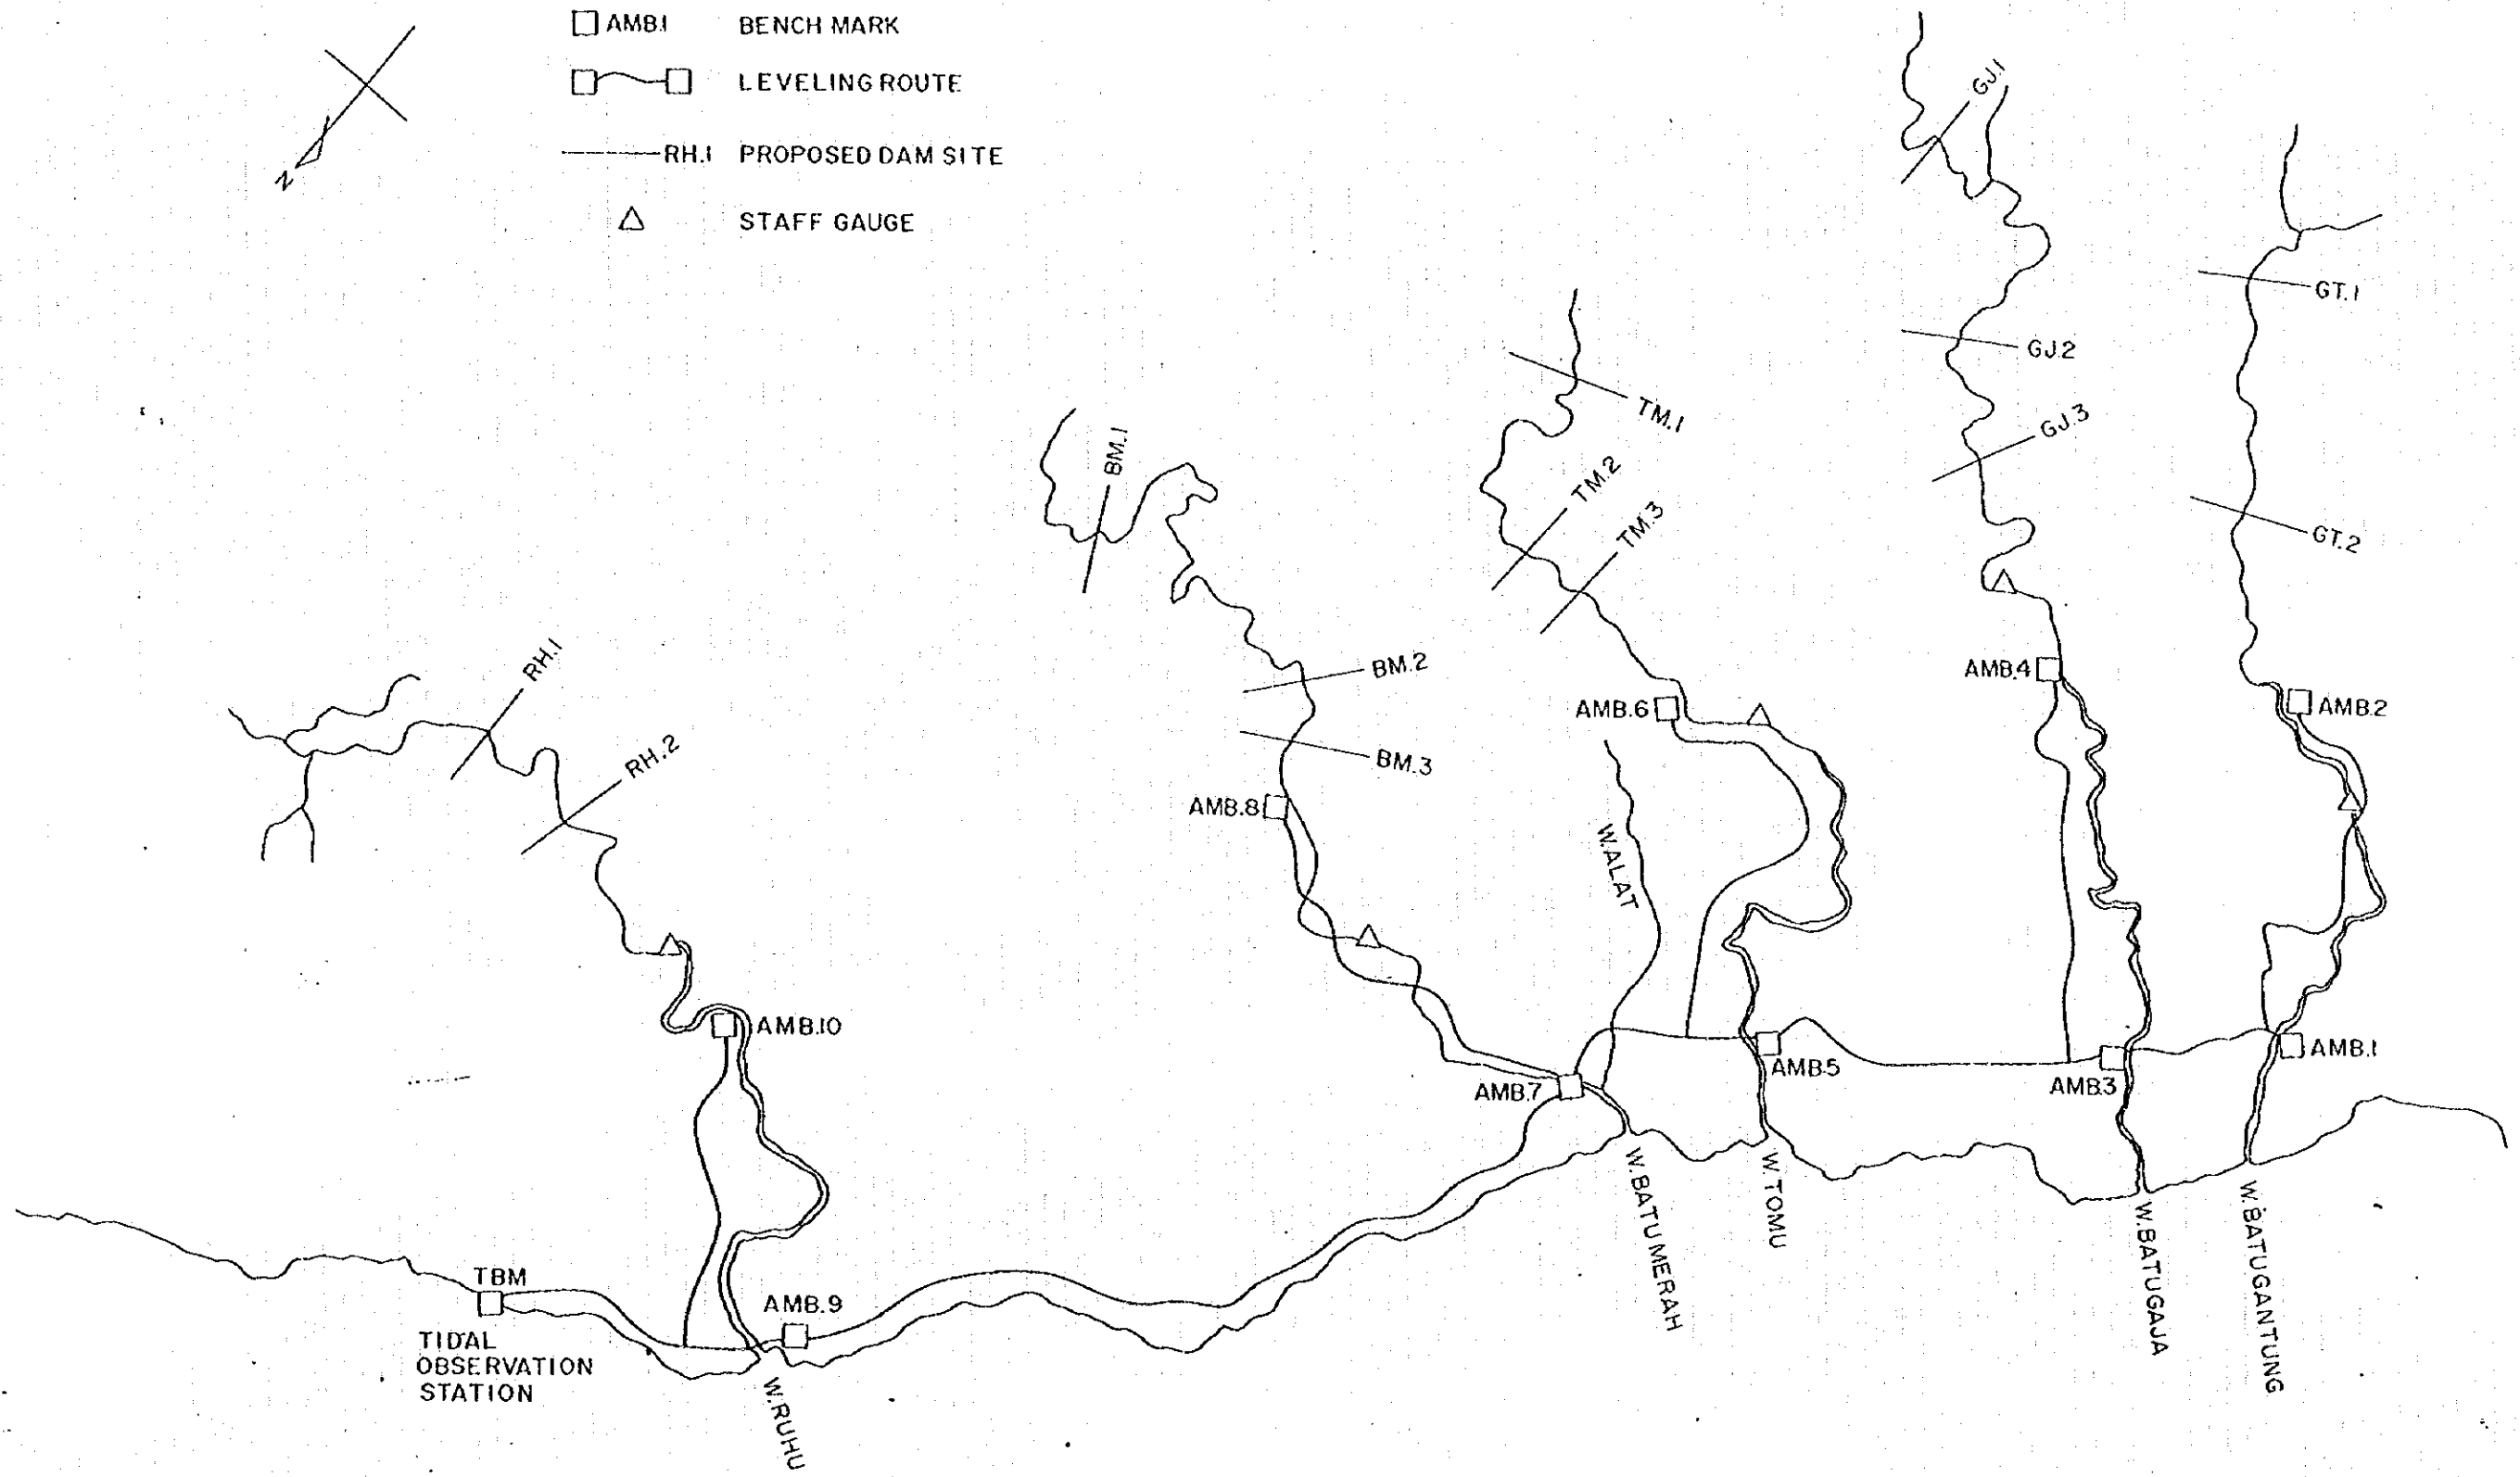 AMB.1 BENCH MARK
LEVELING ROUTE
RH.1 PROPOSED DAM SITE
STAFF GAUGE
N
GJ.1
GT.1
GJ.2
TM.1
GJ.3
BM.1
TM.2
TM.3
GT.2
RH.1
BM.2
AMB.4
AMB.6
AMB.2
RH.2
BM.3
AMB.8
W.ALAT
AMB.10
AMB.1
AMB.5
AMB.3
AMB.7
W.BATUMERAH
W.TOMU
W.BATUGAJA
W.BATUGANTUNG
TBM
AMB.9
TIDAL
OBSERVATION
STATION
W.RUHU